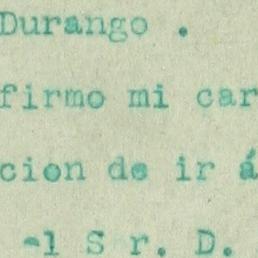 Durango .
firmo mi car
cion de ir á
el S r. D.